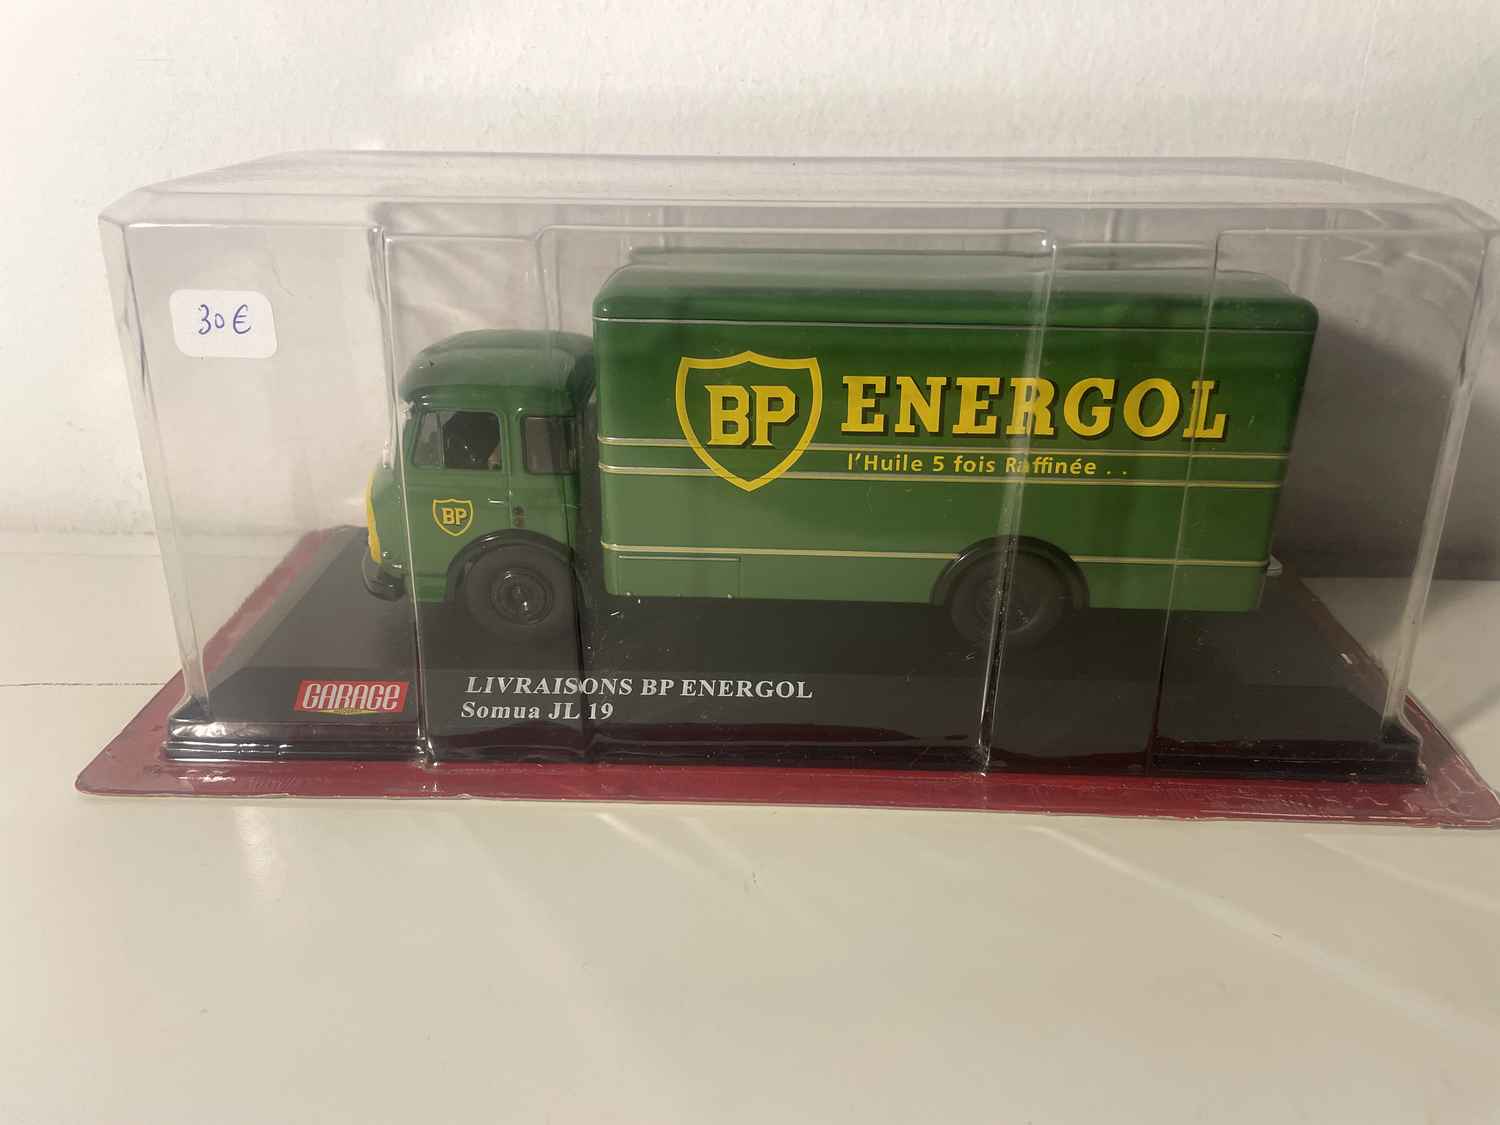 30€
BP ENERGOL
l'Huile 5 fois Raffinée . .
BP
GARAGE
LIVRAISONS BP ENERGOL
Somua JL 19